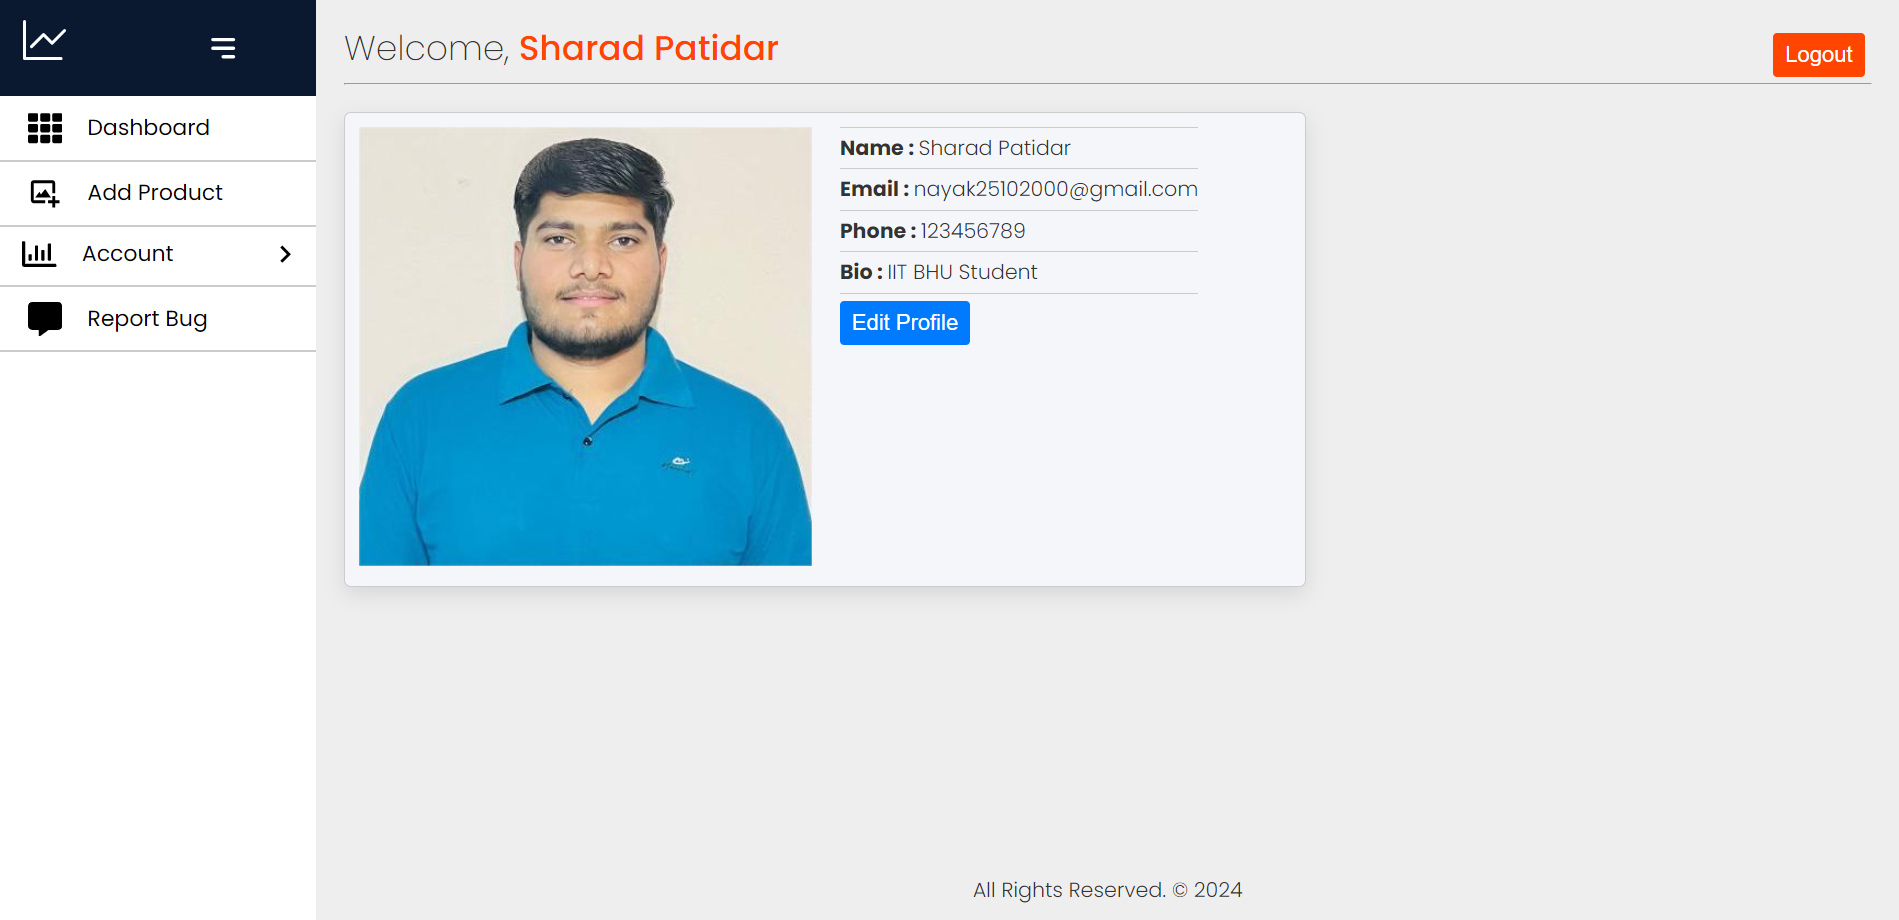 Welcome, Sharad Patidar
Logout
Dashboard
Add Product
Account
Report Bug
Name : Sharad Patidar
Email : nayak25102000@gmail.com
Phone : 123456789
Bio : IIT BHU Student
Edit Profile
All Rights Reserved. © 2024